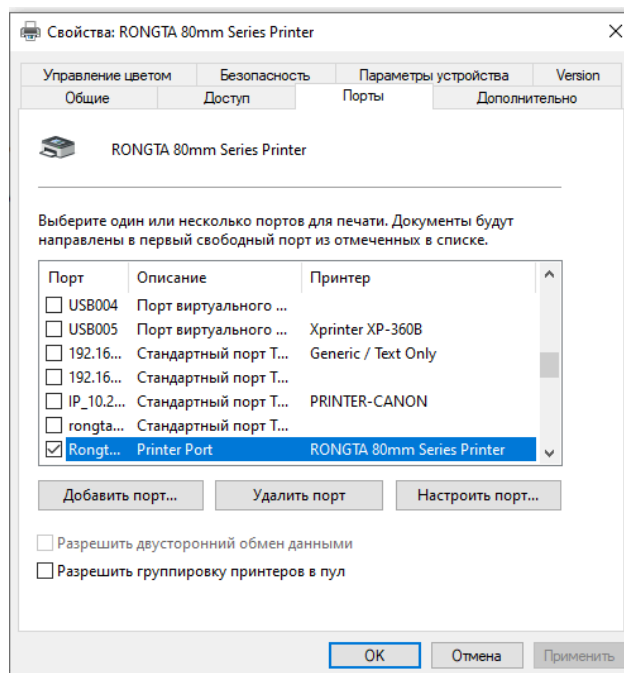 Свойства: RONGTA 80mm Series Printer
Управление цветом Безопасность Параметры устройства Version
Общие Доступ Порты Дополнительно
RONGTA 80mm Series Printer
Выберите один или несколько портов для печати. Документы будут
направлены в первый свободный порт из отмеченных в списке.
Порт Описание Принтер
USB004 Порт виртуального ...
USB005 Порт виртуального ... Xprinter XP-360B
192.16... Стандартный порт T... Generic / Text Only
192.16... Стандартный порт T...
IP_10.2... Стандартный порт T... PRINTER-CANON
rongta... Стандартный порт T...
Rongt... Printer Port RONGTA 80mm Series Printer
Добавить порт... Удалить порт Настроить порт...
Разрешить двусторонний обмен данными
Разрешить группировку принтеров в пул
OK Отмена Применить